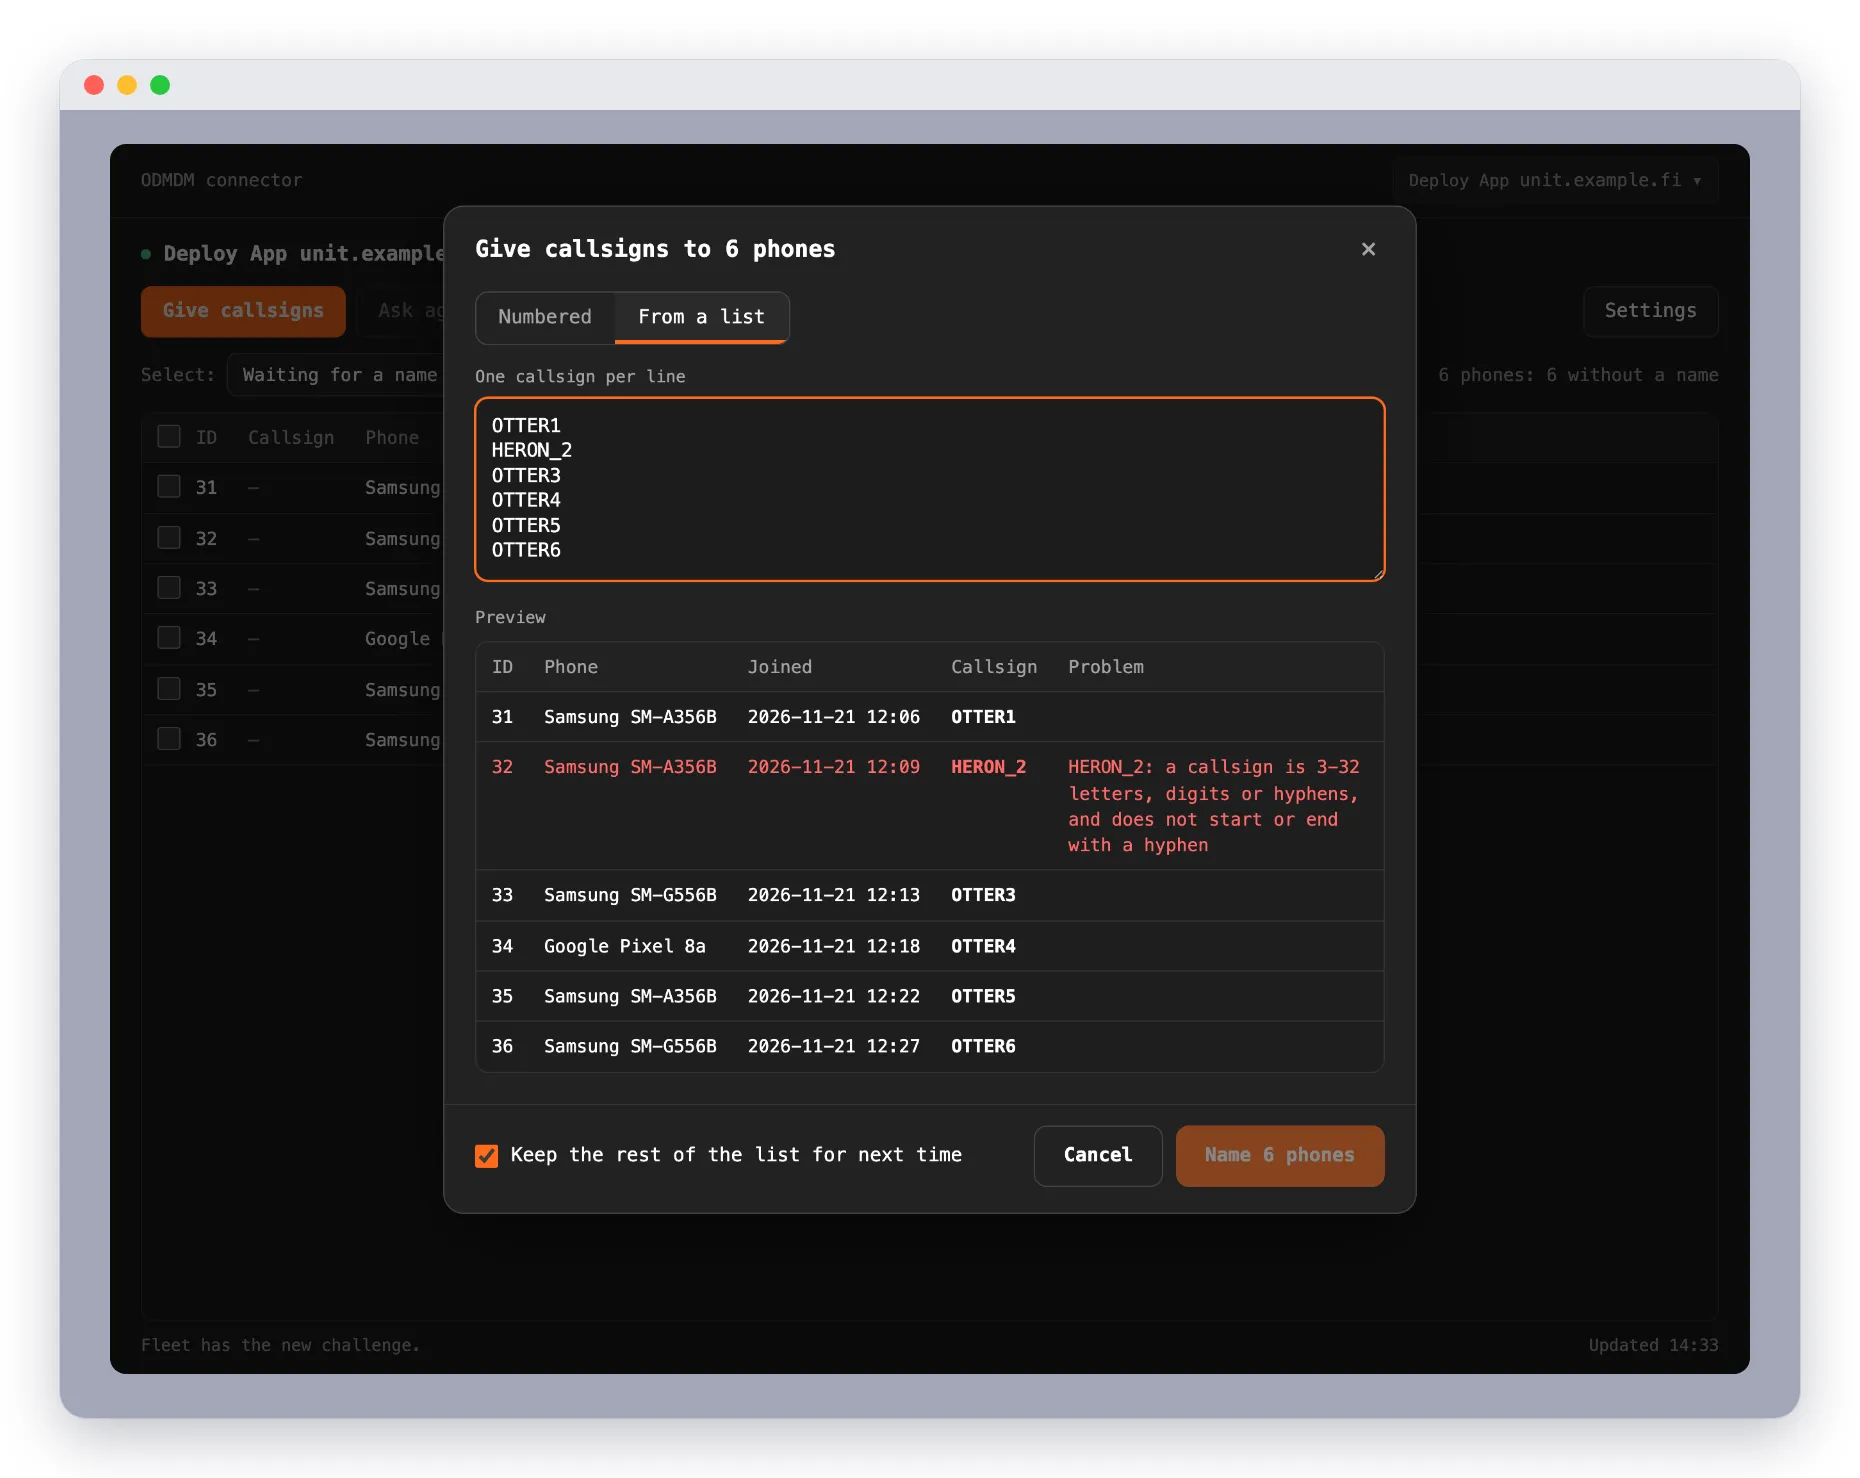 ODMDM connector
Deploy App unit.example.fi ▾
Deploy App unit.example
Give callsigns
Ask ag
Settings
Select:
Waiting for a name
6 phones: 6 without a name
ID Callsign Phone
31 – Samsung
32 – Samsung
33 – Samsung
34 – Google
35 – Samsung
36 – Samsung
Give callsigns to 6 phones
×
Numbered
From a list
One callsign per line
OTTER1
HERON_2
OTTER3
OTTER4
OTTER5
OTTER6
Preview
ID Phone Joined Callsign Problem
31 Samsung SM-A356B 2026-11-21 12:06 OTTER1
32 Samsung SM-A356B 2026-11-21 12:09 HERON_2 HERON_2: a callsign is 3-32
letters, digits or hyphens,
and does not start or end
with a hyphen
33 Samsung SM-G556B 2026-11-21 12:13 OTTER3
34 Google Pixel 8a 2026-11-21 12:18 OTTER4
35 Samsung SM-A356B 2026-11-21 12:22 OTTER5
36 Samsung SM-G556B 2026-11-21 12:27 OTTER6
Keep the rest of the list for next time
Cancel
Name 6 phones
Fleet has the new challenge.
Updated 14:33